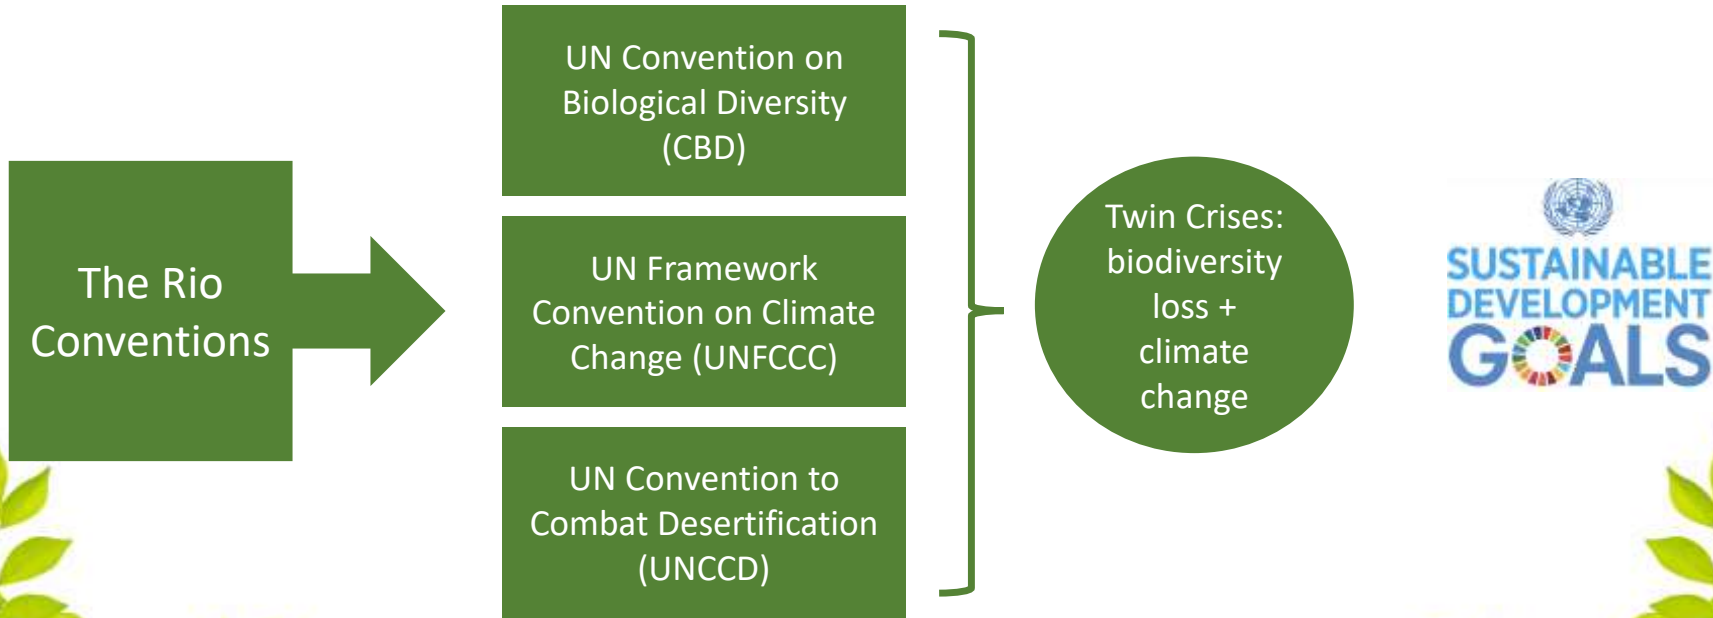 The Rio
Conventions
UN Convention on
Biological Diversity
(CBD)
UN Framework
Convention on Climate
Change (UNFCCC)
UN Convention to
Combat Desertification
(UNCCD)
Twin Crises:
biodiversity
loss +
climate
change
SUSTAINABLE
DEVELOPMENT
GOALS